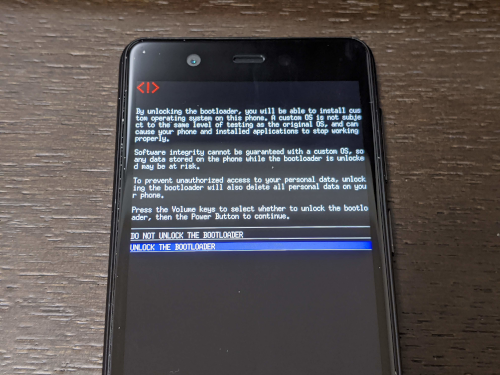 <!>
By unlocking the bootloader, you will be able to install cus
tom operating system on this phone. A custom OS is not subje
ct to the same level of testing as the original OS, and can
cause your phone and installed applications to stop working
properly.
Software integrity cannot be guaranteed with a custom OS, so
any data stored on the phone while the bootloader is unlocke
d may be at risk.
To prevent unauthorized access to your personal data, unlock
ing the bootloader will also delete all personal data on you
r phone.
Press the Volume keys to select whether to unlock the bootlo
ader, then the Power Button to continue.
DO NOT UNLOCK THE BOOTLOADER
UNLOCK THE BOOTLOADER